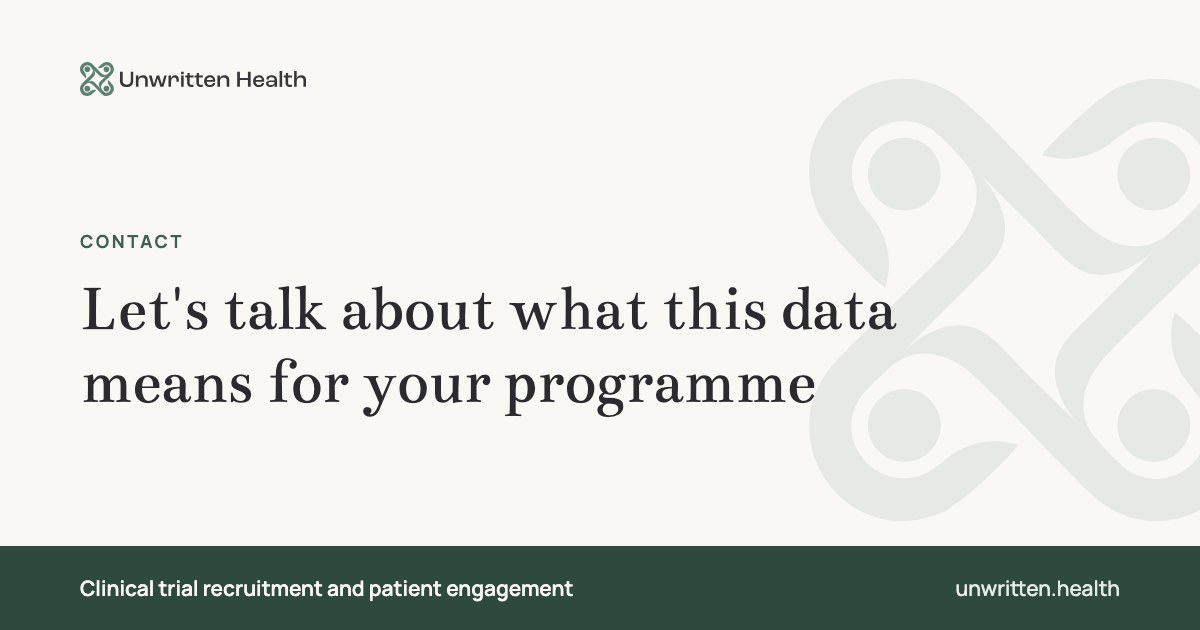 Unwritten Health
CONTACT
Let's talk about what this data
means for your programme
Clinical trial recruitment and patient engagement
unwritten.health